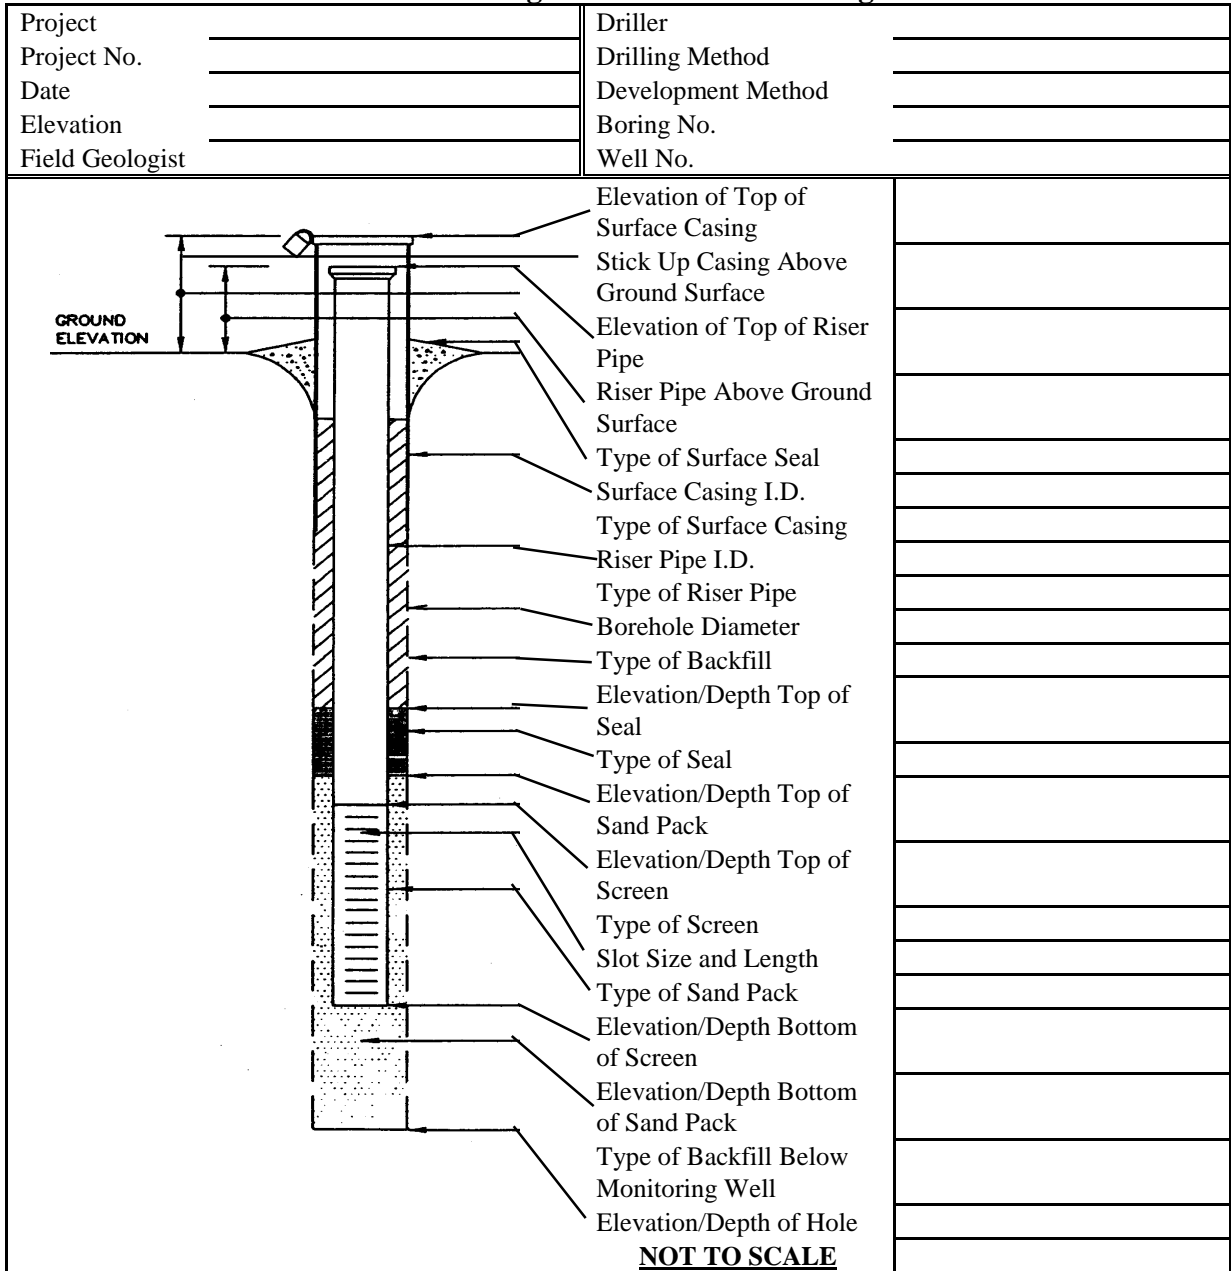 Project
Project No.
Date
Elevation
Field Geologist
Driller
Drilling Method
Development Method
Boring No.
Well No.
GROUND
ELEVATION
Elevation of Top of
Surface Casing
Stick Up Casing Above
Ground Surface
Elevation of Top of Riser
Pipe
Riser Pipe Above Ground
Surface
Type of Surface Seal
Surface Casing I.D.
Type of Surface Casing
Riser Pipe I.D.
Type of Riser Pipe
Borehole Diameter
Type of Backfill
Elevation/Depth Top of
Seal
Type of Seal
Elevation/Depth Top of
Sand Pack
Elevation/Depth Top of
Screen
Type of Screen
Slot Size and Length
Type of Sand Pack
Elevation/Depth Bottom
of Screen
Elevation/Depth Bottom
of Sand Pack
Type of Backfill Below
Monitoring Well
Elevation/Depth of Hole
NOT TO SCALE